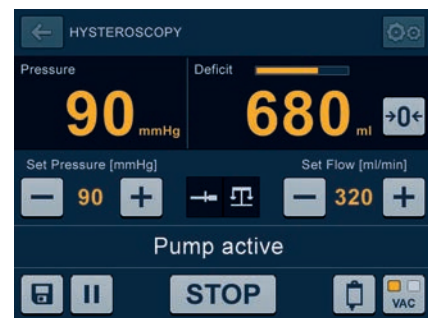 HYSTEROSCOPY
Pressure
Deficit
90 mmHg
680 ml
→0←
Set Pressure [mmHg]
Set Flow [ml/min]
− 90 +
− 320 +
Pump active
STOP
VAC